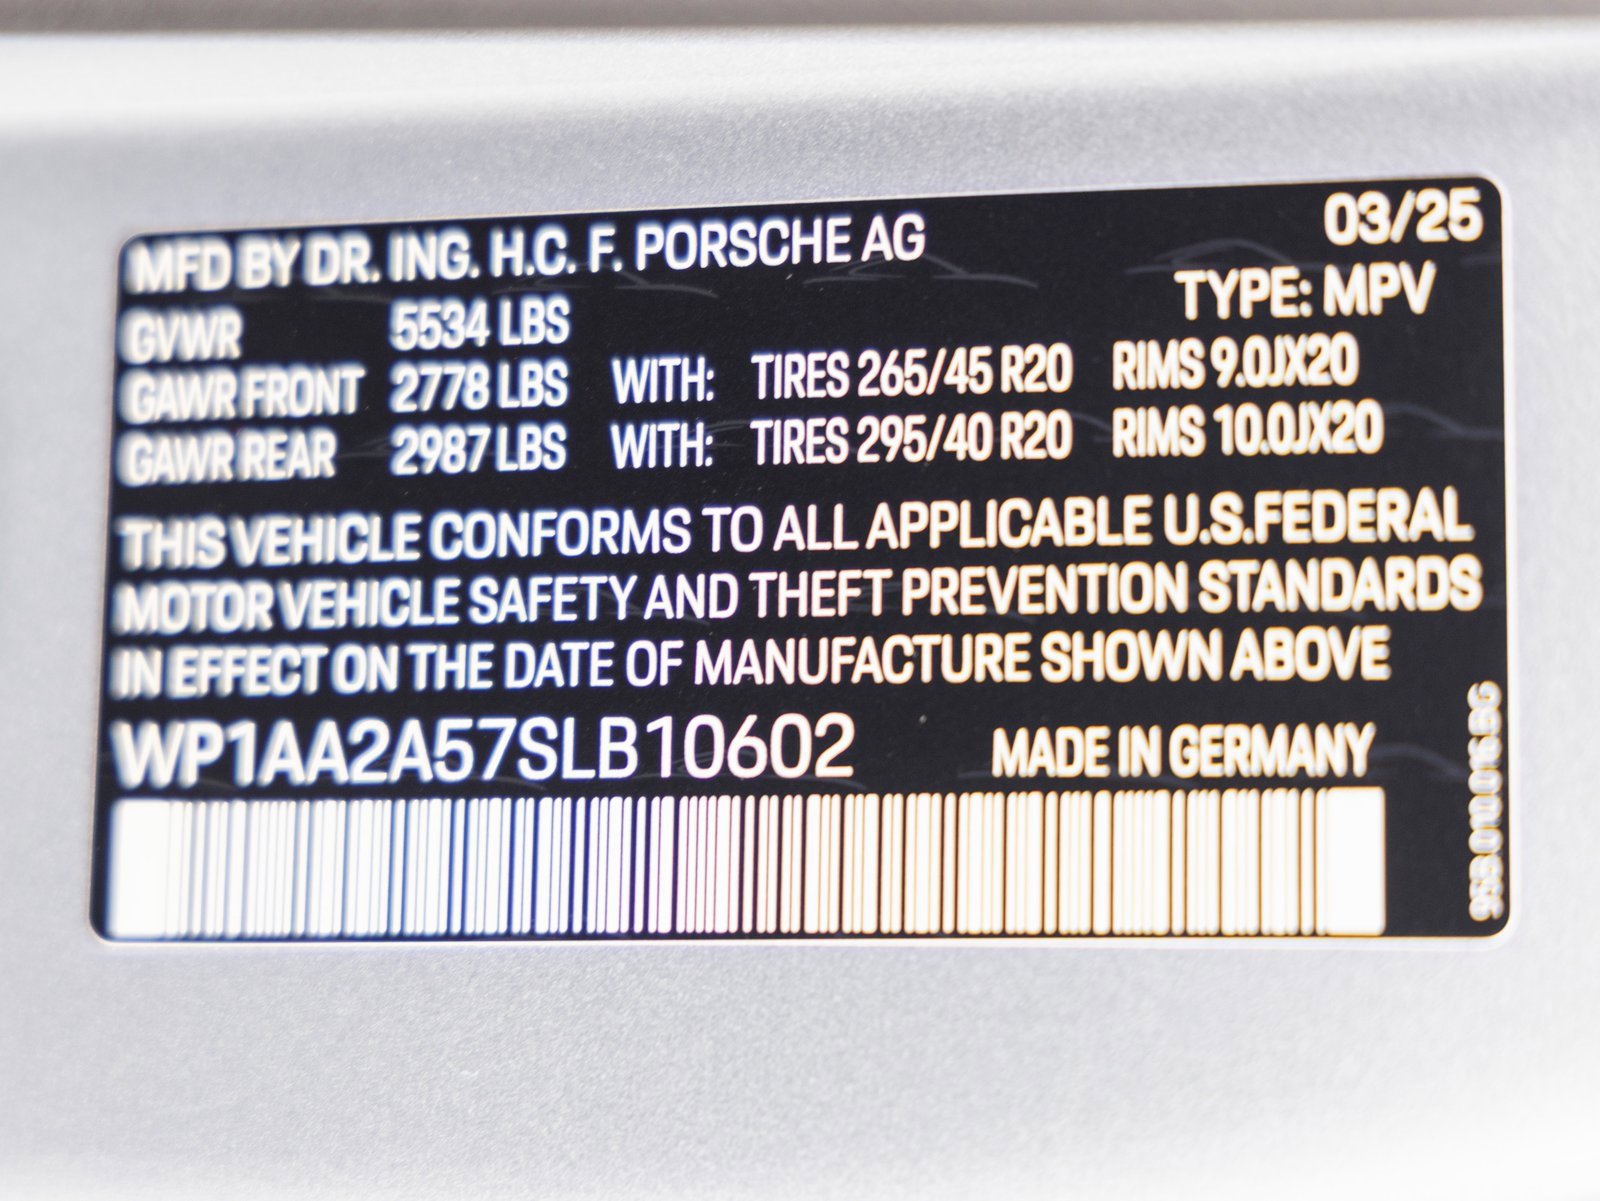 MFD BY DR. ING. H.C. F. PORSCHE AG 03/25
TYPE: MPV
GVWR 5534 LBS
GAWR FRONT 2778 LBS WITH: TIRES 265/45 R20 RIMS 9.0JX20
GAWR REAR 2987 LBS WITH: TIRES 295/40 R20 RIMS 10.0JX20
THIS VEHICLE CONFORMS TO ALL APPLICABLE U.S.FEDERAL
MOTOR VEHICLE SAFETY AND THEFT PREVENTION STANDARDS
IN EFFECT ON THE DATE OF MANUFACTURE SHOWN ABOVE
WP1AA2A57SLB10602 MADE IN GERMANY